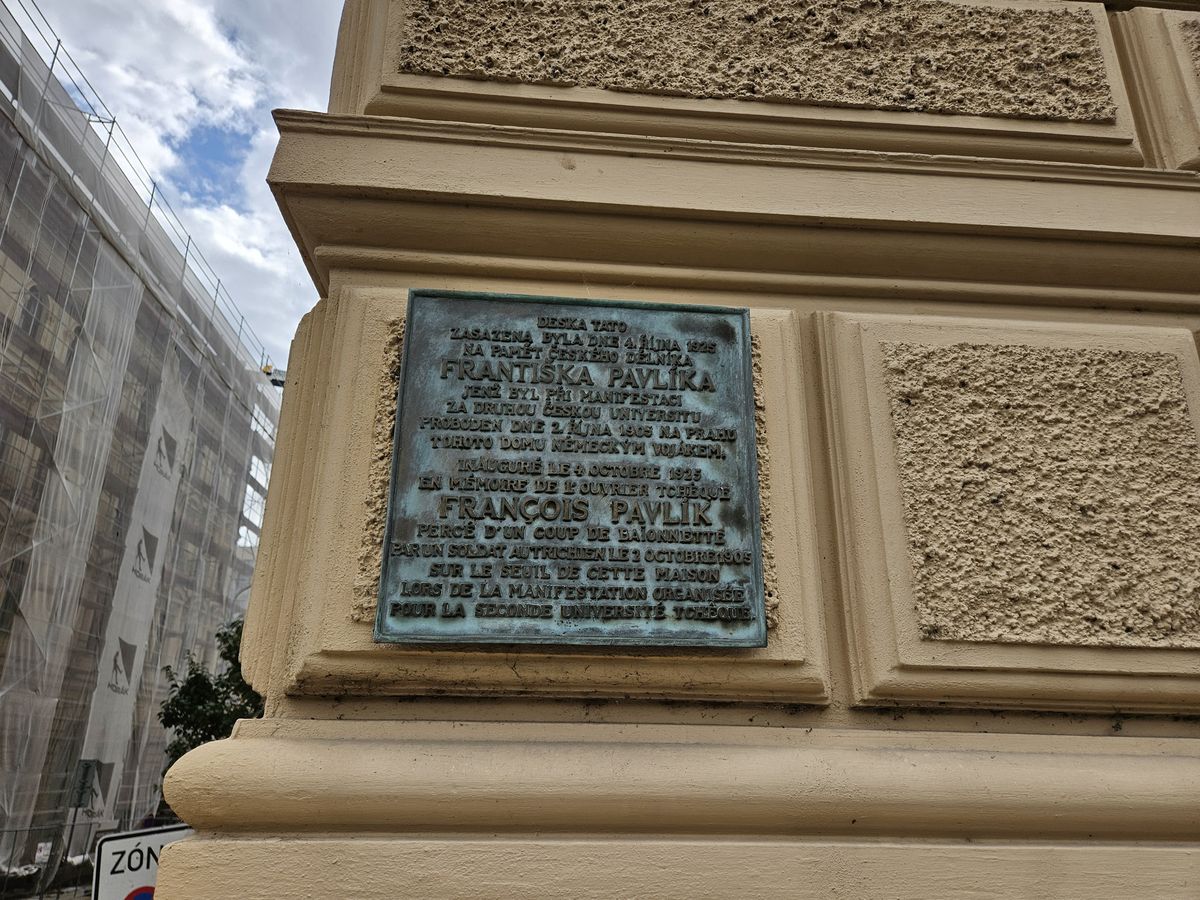 DESKA TATO
ZASAZENA BYLA DNE 4. ŘÍJNA 1925
NA PAMĚT ČESKÉHO DĚLNÍKA
FRANTIŠKA PAVLÍKA
JENŽ BYL PŘI MANIFESTACI
ZA DRUHOU ČESKOU UNIVERSITU
PROBODEN DNE 2. ŘÍJNA 1905 NA PRAHU
TOHOTO DOMU NĚMECKÝM VOJÁKEM.
INAUGURÉ LE 4 OCTOBRE 1925
EN MÉMOIRE DE L'OUVRIER TCHÈQUE
FRANÇOIS PAVLÍK
PERCÉ D'UN COUP DE BAÏONNETTE
PAR UN SOLDAT AUTRICHIEN LE 2 OCTOBRE 1905
SUR LE SEUIL DE CETTE MAISON
LORS DE LA MANIFESTATION ORGANISÉE
POUR LA SECONDE UNIVERSITÉ TCHÈQUE
ZÓN